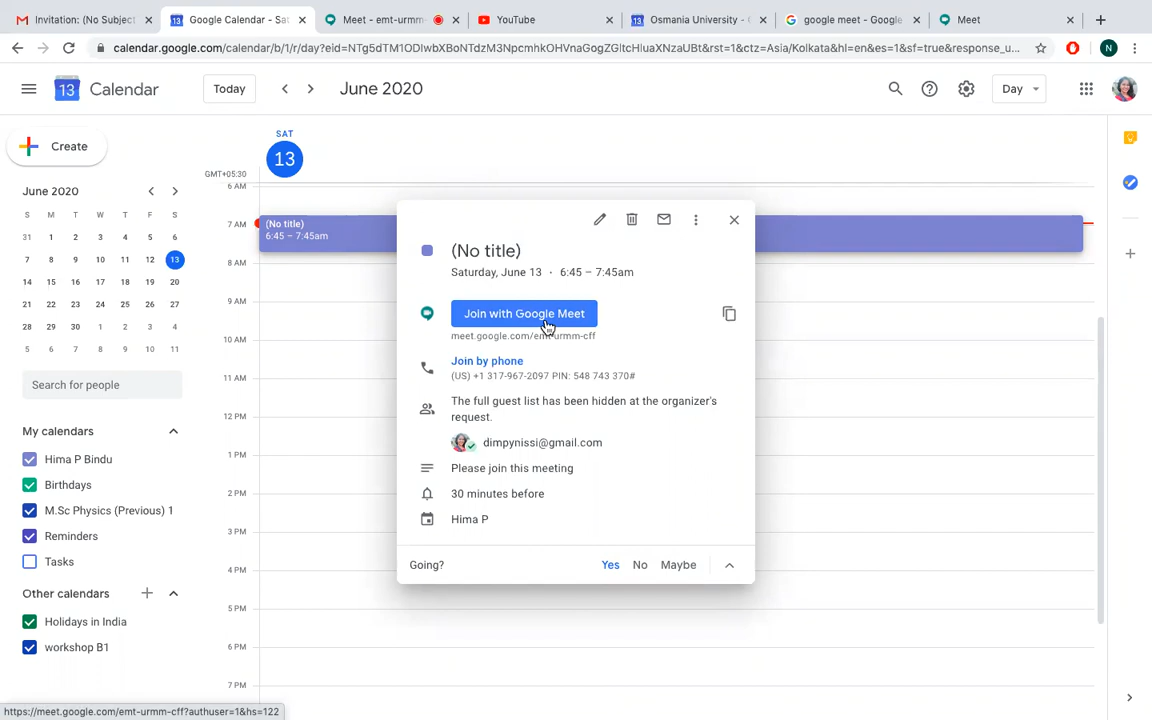 Invitation: (No Subject
Google Calendar - Sat
Meet - emt-urmm-
YouTube
Osmania University -
google meet - Google
Meet
calendar.google.com/calendar/b/1/r/day?eid=NTg5dTM1ODlwbXBoNTdzM3NpcmhkOHVnaGogZGltcHluaXNzaUBt&rst=1&ctz=Asia/Kolkata&hl=en&es=1&sf=true&response_u...
N
13
Calendar
Today
June 2020
Day
Create
SAT
13
GMT+05:30
June 2020
S M T W T F S
31 1 2 3 4 5 6
7 8 9 10 11 12 13
14 15 16 17 18 19 20
21 22 23 24 25 26 27
28 29 30 1 2 3 4
5 6 7 8 9 10 11
Search for people
My calendars
Hima P Bindu
Birthdays
M.Sc Physics (Previous) 1
Reminders
Tasks
Other calendars
Holidays in India
workshop B1
6 AM
7 AM
8 AM
9 AM
10 AM
11 AM
12 PM
1 PM
2 PM
3 PM
4 PM
5 PM
6 PM
7 PM
(No title)
6:45 – 7:45am
(No title)
Saturday, June 13 · 6:45 – 7:45am
Join with Google Meet
meet.google.com/emt-urmm-cff
Join by phone
(US) +1 317-967-2097 PIN: 548 743 370#
The full guest list has been hidden at the organizer's
request.
dimpynissi@gmail.com
Please join this meeting
30 minutes before
Hima P
Going?
Yes No Maybe
https://meet.google.com/emt-urmm-cff?authuser=1&hs=122